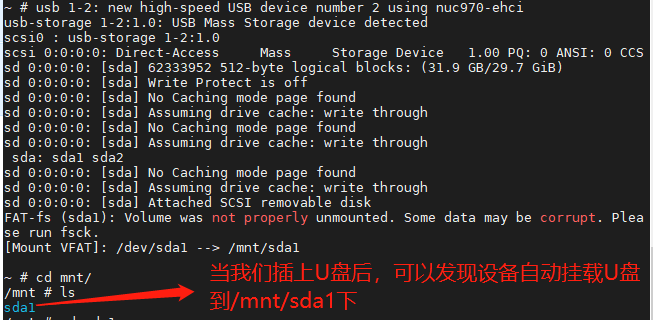 ~ # usb 1-2: new high-speed USB device number 2 using nuc970-ehci
usb-storage 1-2:1.0: USB Mass Storage device detected
scsi0 : usb-storage 1-2:1.0
scsi 0:0:0:0: Direct-Access     Mass     Storage Device   1.00 PQ: 0 ANSI: 0 CCS
sd 0:0:0:0: [sda] 62333952 512-byte logical blocks: (31.9 GB/29.7 GiB)
sd 0:0:0:0: [sda] Write Protect is off
sd 0:0:0:0: [sda] No Caching mode page found
sd 0:0:0:0: [sda] Assuming drive cache: write through
sd 0:0:0:0: [sda] No Caching mode page found
sd 0:0:0:0: [sda] Assuming drive cache: write through
 sda: sda1 sda2
sd 0:0:0:0: [sda] No Caching mode page found
sd 0:0:0:0: [sda] Assuming drive cache: write through
sd 0:0:0:0: [sda] Attached SCSI removable disk
FAT-fs (sda1): Volume was not properly unmounted. Some data may be corrupt. Plea
se run fsck.
[Mount VFAT]: /dev/sda1 --> /mnt/sda1
~ # cd mnt/
/mnt # ls
sda1
当我们插上U盘后，可以发现设备自动挂载U盘
到/mnt/sda1下